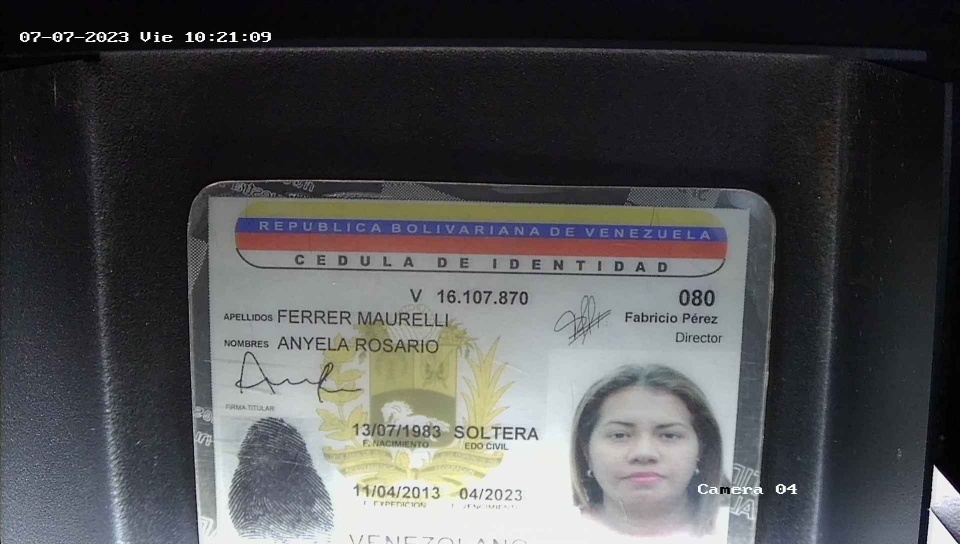 07-07-2023 Vie 10:21:09
REPUBLICA BOLIVARIANA DE VENEZUELA
CEDULA DE IDENTIDAD
V 16.107.870
080
APELLIDOS FERRER MAURELLI
Fabricio Pérez
Director
NOMBRES ANYELA ROSARIO
FIRMA TITULAR
13/07/1983 SOLTERA
F. NACIMIENTO EDO CIVIL
11/04/2013 04/2023
F. EXPEDICION F. VENCIMIENTO
VENEZOLANO
Camera 04